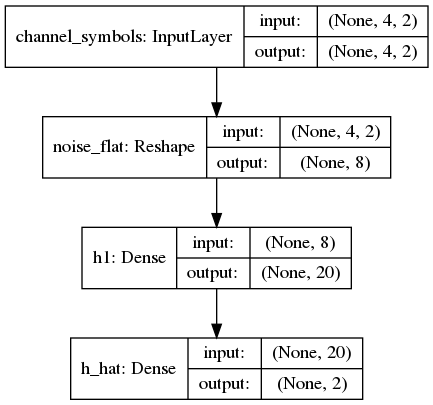 channel_symbols: InputLayer
input: (None, 4, 2)
output: (None, 4, 2)
noise_flat: Reshape
input: (None, 4, 2)
output: (None, 8)
h1: Dense
input: (None, 8)
output: (None, 20)
h_hat: Dense
input: (None, 20)
output: (None, 2)